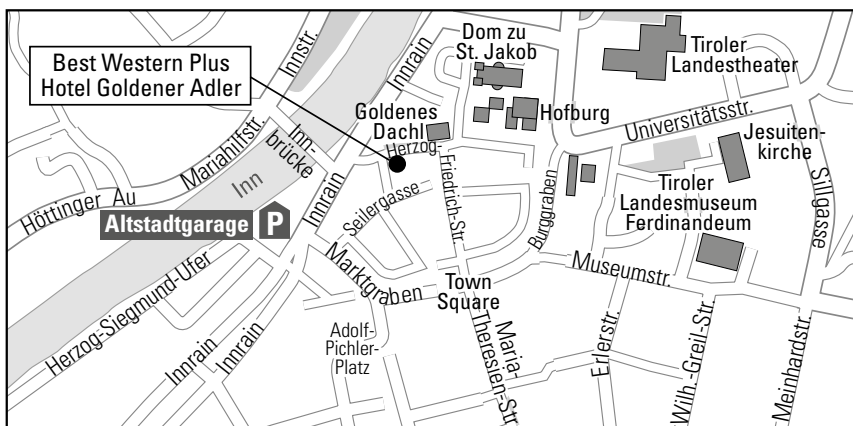 Best Western Plus
Hotel Goldener Adler
Innstr.
Innrain
Dom zu
St. Jakob
Tiroler
Landestheater
Goldenes
Dachl
Hofburg
Universitätsstr.
Jesuiten-
kirche
Mariahilfstr.
Inn-
brücke
Herzog-
Friedrich-Str.
Inn
Höttinger Au
Altstadtgarage P
Innrain
Seilergasse
Burggraben
Tiroler
Landesmuseum
Ferdinandeum
Sillgasse
Herzog-Siegmund-Ufer
Marktgraben
Town
Square
Museumstr.
Adolf-
Pichler-
Platz
Innrain
Innrain
Maria-
Theresien-Str.
Erlerstr.
Wilh.-Greil-Str.
Meinhardstr.